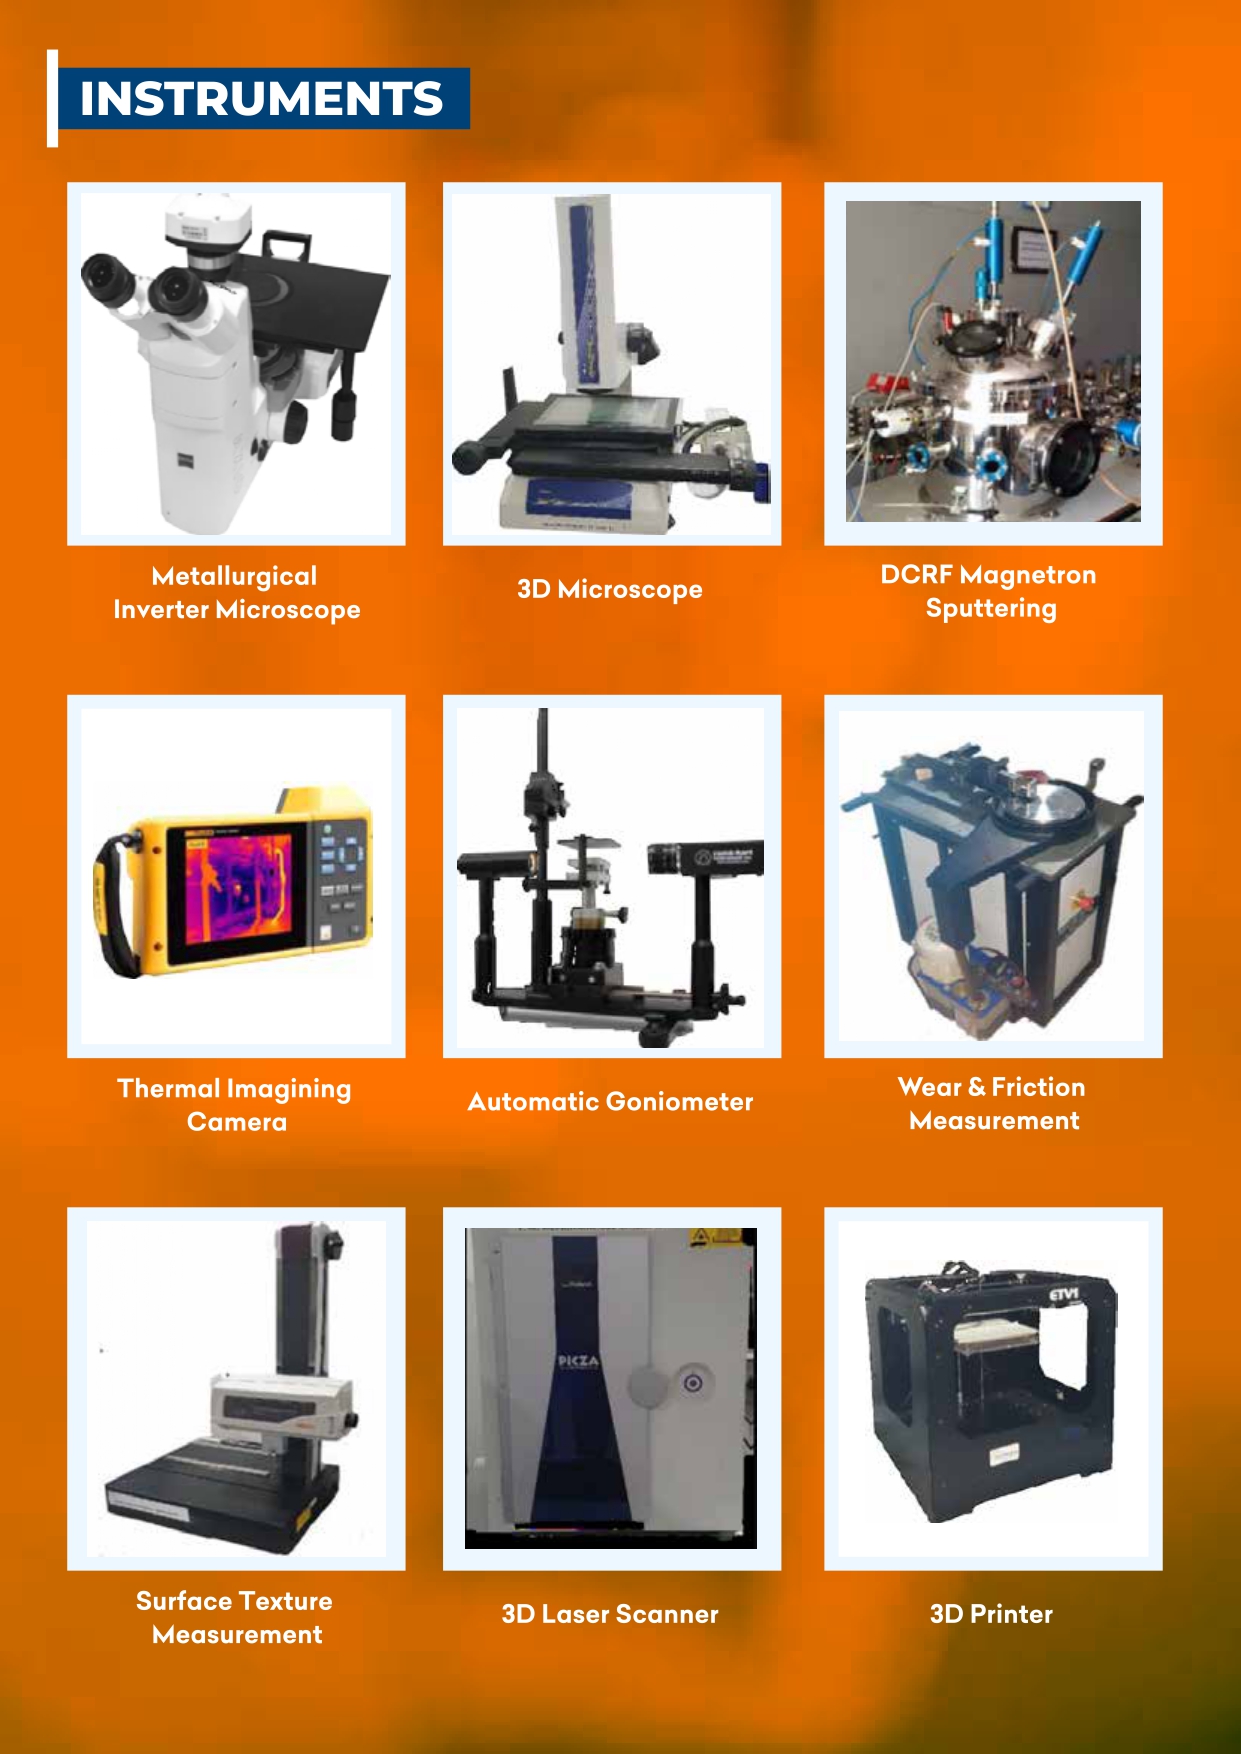 INSTRUMENTS
Metallurgical
Inverter Microscope
3D Microscope
DCRF Magnetron
Sputtering
Thermal Imagining
Camera
Automatic Goniometer
Wear & Friction
Measurement
PICZA
ETV1
Surface Texture
Measurement
3D Laser Scanner
3D Printer